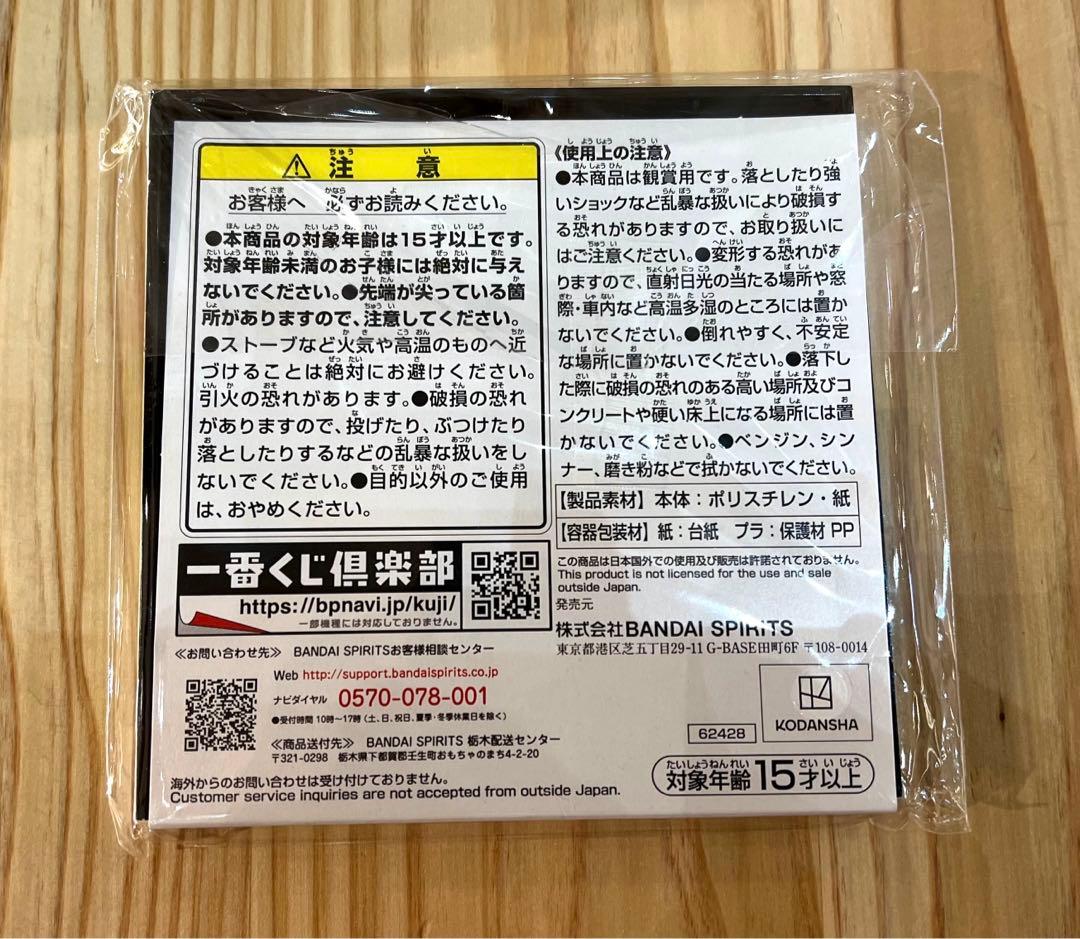 ⚠ 注意
お客様へ 必ずお読みください。
●本商品の対象年齢は15才以上です。
対象年齢未満のお子様には絶対に与え
ないでください。●先端が尖っている箇
所がありますので、注意してください。
●ストーブなど火気や高温のものへ近
づけることは絶対にお避けください。
引火の恐れがあります。●破損の恐れ
がありますので、投げたり、ぶつけたり
落としたりするなどの乱暴な扱いをし
ないでください。●目的以外のご使用
は、おやめください。
一番くじ倶楽部
https://bpnavi.jp/kuji/
一部機種には対応しておりません。
≪お問い合わせ先≫ BANDAI SPIRITSお客様相談センター
Web http://support.bandaispirits.co.jp
ナビダイヤル 0570-078-001
●受付時間 10時〜17時(土、日、祝日、夏季・冬季休業日を除く)
≪商品送付先≫ BANDAI SPIRITS 栃木配送センター
〒321-0298 栃木県下都賀郡壬生町おもちゃのまち4-2-20
海外からのお問い合わせは受け付けておりません。
Customer service inquiries are not accepted from outside Japan.
《使用上の注意》
●本商品は観賞用です。落としたり強
いショックなど乱暴な扱いにより破損す
る恐れがありますので、お取り扱いに
はご注意ください。●変形する恐れがあ
りますので、直射日光の当たる場所や窓
際・車内など高温多湿のところには置か
ないでください。●倒れやすく、不安定
な場所に置かないでください。●落下し
た際に破損の恐れのある高い場所及びコ
ンクリートや硬い床上になる場所には置
かないでください。●ベンジン、シン
ナー、磨き粉などで拭かないでください。
【製品素材】本体:ポリスチレン・紙
【容器包装材】紙:台紙 プラ:保護材 PP
この商品は日本国外での使用及び販売は許諾されておりません。
This product is not licensed for the use and sale
outside Japan.
発売元
株式会社BANDAI SPIRITS
東京都港区芝五丁目29-11 G-BASE田町6F 〒108-0014
62428
KODANSHA
対象年齢 15才以上